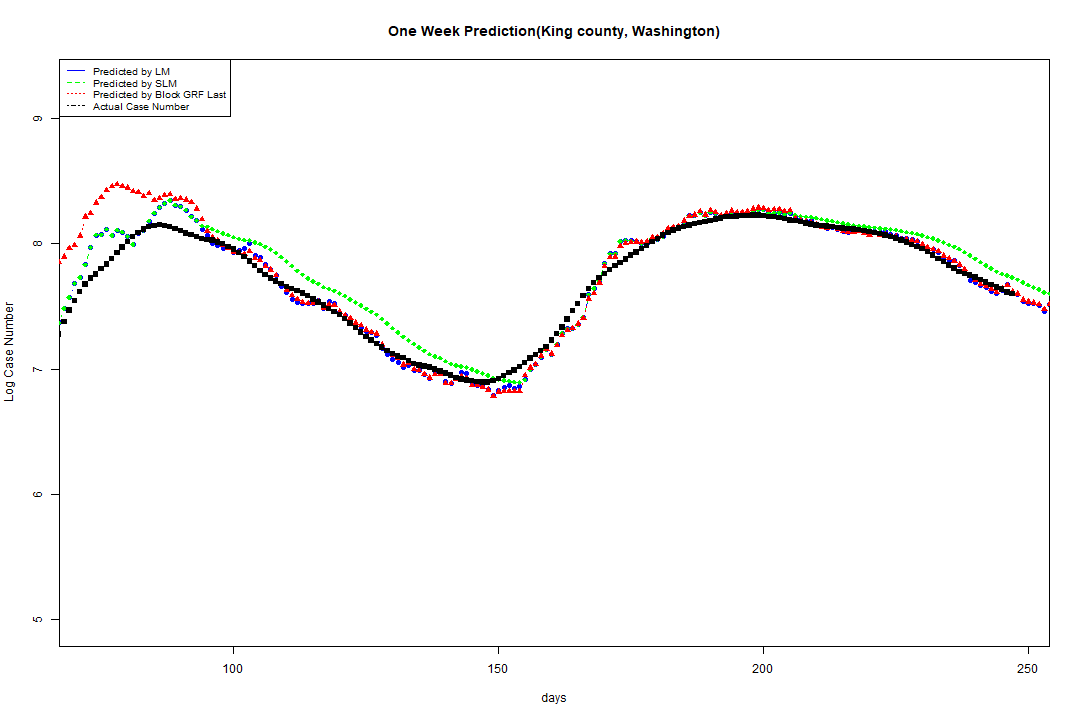 One Week Prediction(King county, Washington)
Predicted by LM
Predicted by SLM
Predicted by Block GRF Last
Actual Case Number
9
8
7
6
5
Log Case Number
100 150 200 250
days